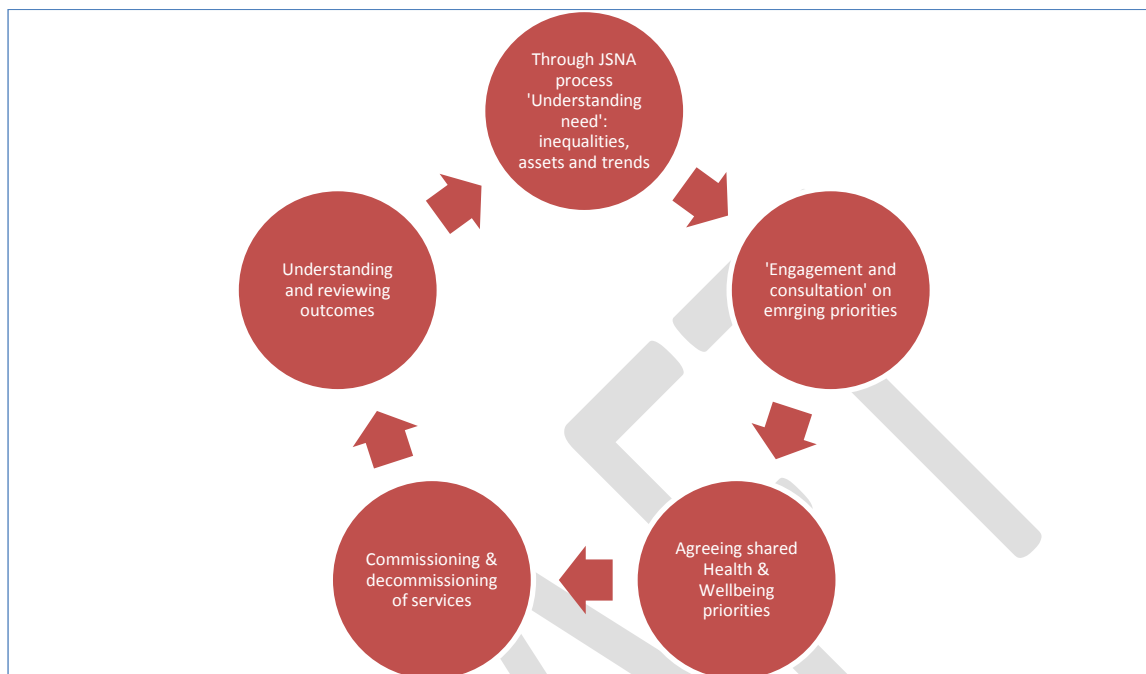 Through JSNA
process
'Understanding
need':
inequalities,
assets and trends
'Engagement and
consultation' on
emrging priorities
Agreeing shared
Health &
Wellbeing
priorities
Commissioning &
decommissioning
of services
Understanding
and reviewing
outcomes